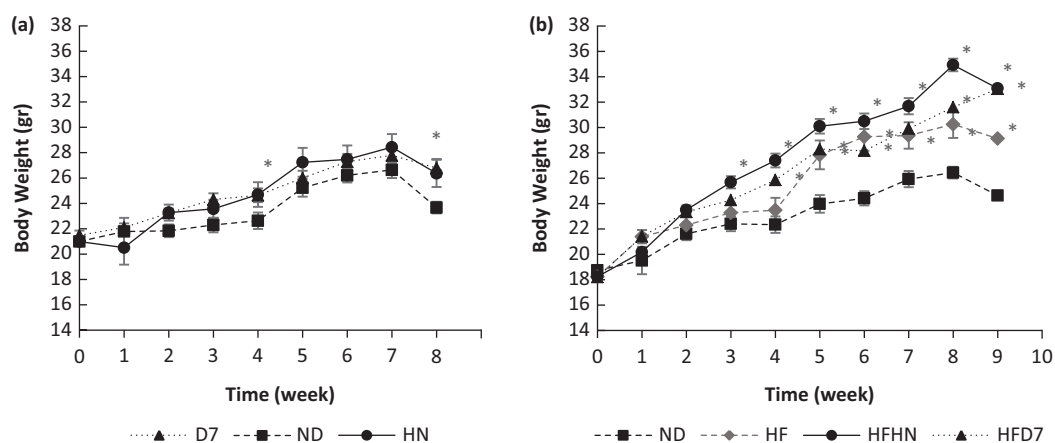 (a)
Body Weight (gr)
38
36
34
32
30
28
26
24
22
20
18
16
14
* *
0 1 2 3 4 5 6 7 8
Time (week)
D7 ND HN
(b)
Body Weight (gr)
38
36
34
32
30
28
26
24
22
20
18
16
14
0 1 2 3 4 5 6 7 8 9 10
Time (week)
ND HF HFHN HFD7